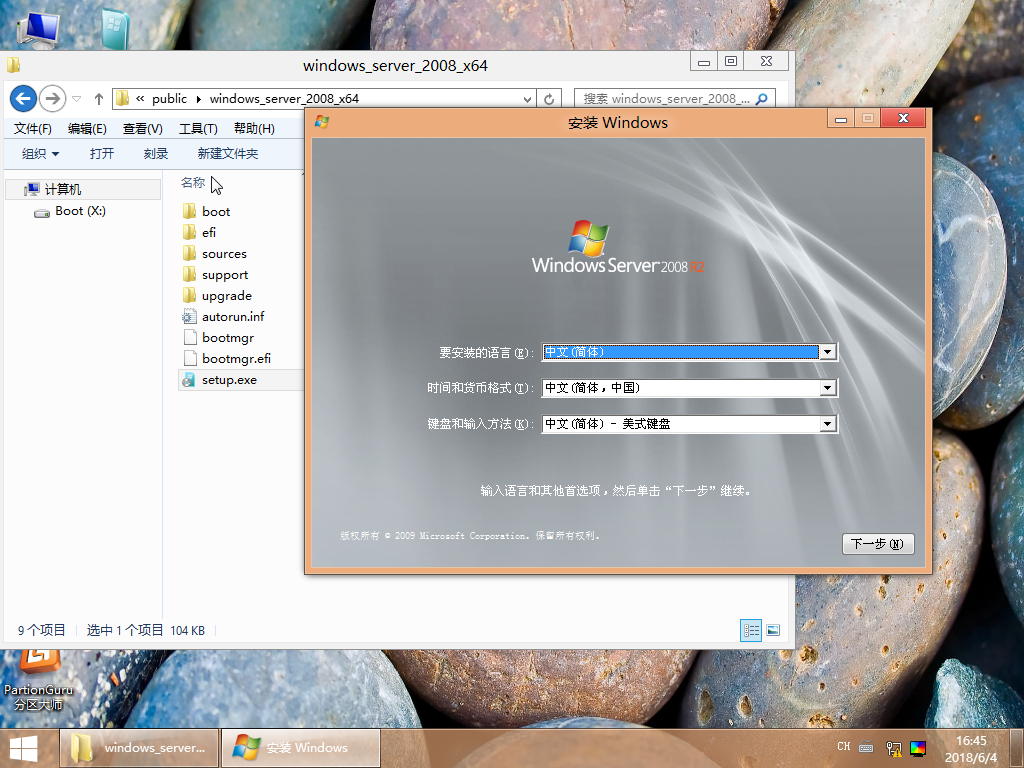 windows_server_2008_x64
« public ▸ windows_server_2008_x64
搜索 windows_server_2008_...
文件(F) 编辑(E) 查看(V) 工具(T) 帮助(H)
组织 打开 刻录 新建文件夹
计算机
Boot (X:)
名称
boot
efi
sources
support
upgrade
autorun.inf
bootmgr
bootmgr.efi
setup.exe
9 个项目 选中 1 个项目 104 KB
安装 Windows
Windows Server 2008 R2
要安装的语言(E): 中文(简体)
时间和货币格式(T): 中文(简体，中国)
键盘和输入方法(K): 中文(简体) - 美式键盘
输入语言和其他首选项，然后单击“下一步”继续。
版权所有 © 2009 Microsoft Corporation. 保留所有权利。
下一步(N)
PartionGuru
分区大师
windows_server...
安装 Windows
CH
16:45
2018/6/4